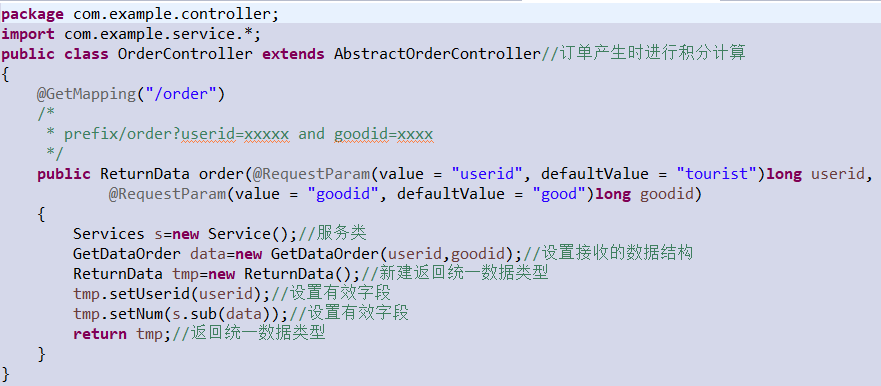 package com.example.controller;
import com.example.service.*;
public class OrderController extends AbstractOrderController//订单产生时进行积分计算
{
    @GetMapping("/order")
    /*
     * prefix/order?userid=xxxxx and goodid=xxxx
     */
    public ReturnData order(@RequestParam(value = "userid", defaultValue = "tourist")long userid,
            @RequestParam(value = "goodid", defaultValue = "good")long goodid)
    {
        Services s=new Service();//服务类
        GetDataOrder data=new GetDataOrder(userid,goodid);//设置接收的数据结构
        ReturnData tmp=new ReturnData();//新建返回统一数据类型
        tmp.setUserid(userid);//设置有效字段
        tmp.setNum(s.sub(data));//设置有效字段
        return tmp;//返回统一数据类型
    }
}